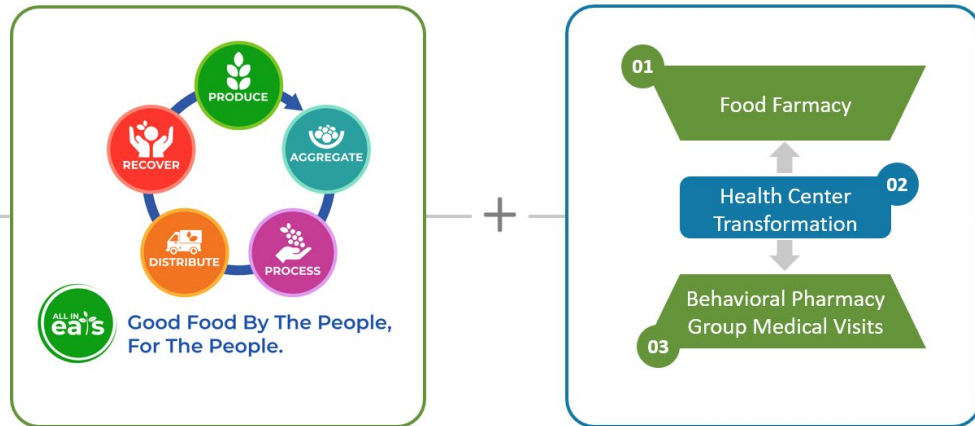 PRODUCE
AGGREGATE
PROCESS
DISTRIBUTE
RECOVER
ALL IN
eats
Good Food By The People,
For The People.
+
01
Food Farmacy
02
Health Center
Transformation
Behavioral Pharmacy
Group Medical Visits
03